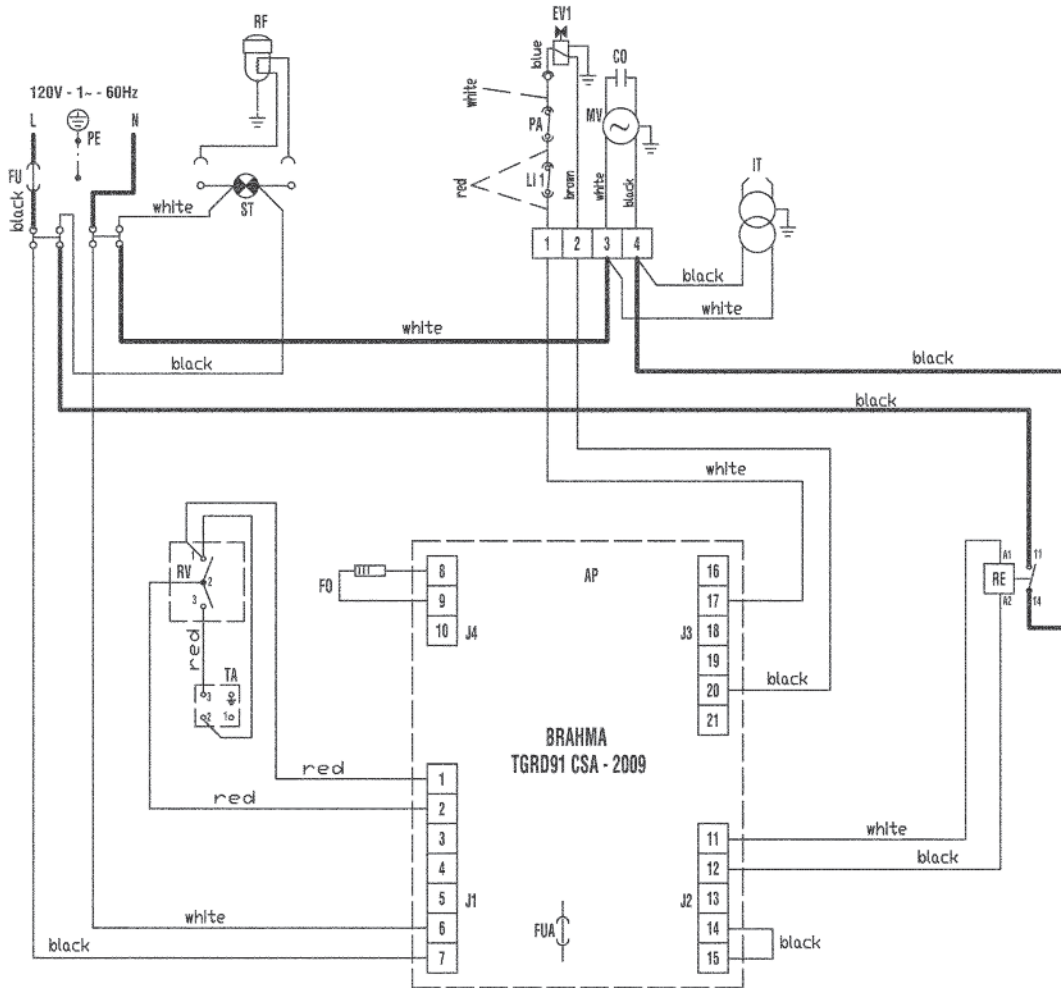 RF
EV1
blue
CO
white
120V - 1~ - 60Hz
L
N
PE
PA
MV
FU
red
LI 1
brown
white
black
IT
black
white
ST
1 2 3 4
black
white
white
black
black
black
white
1
RV
2
3
FO
8
9
10
J4
AP
16
17
18
19
20
21
J3
A1
11
RE
A2
14
red
TA
3
2
1
black
BRAHMA
TGRD91 CSA - 2009
red
red
1
2
3
4
5
6
7
J1
white
black
FUA
11
12
13
14
15
J2
white
black
black